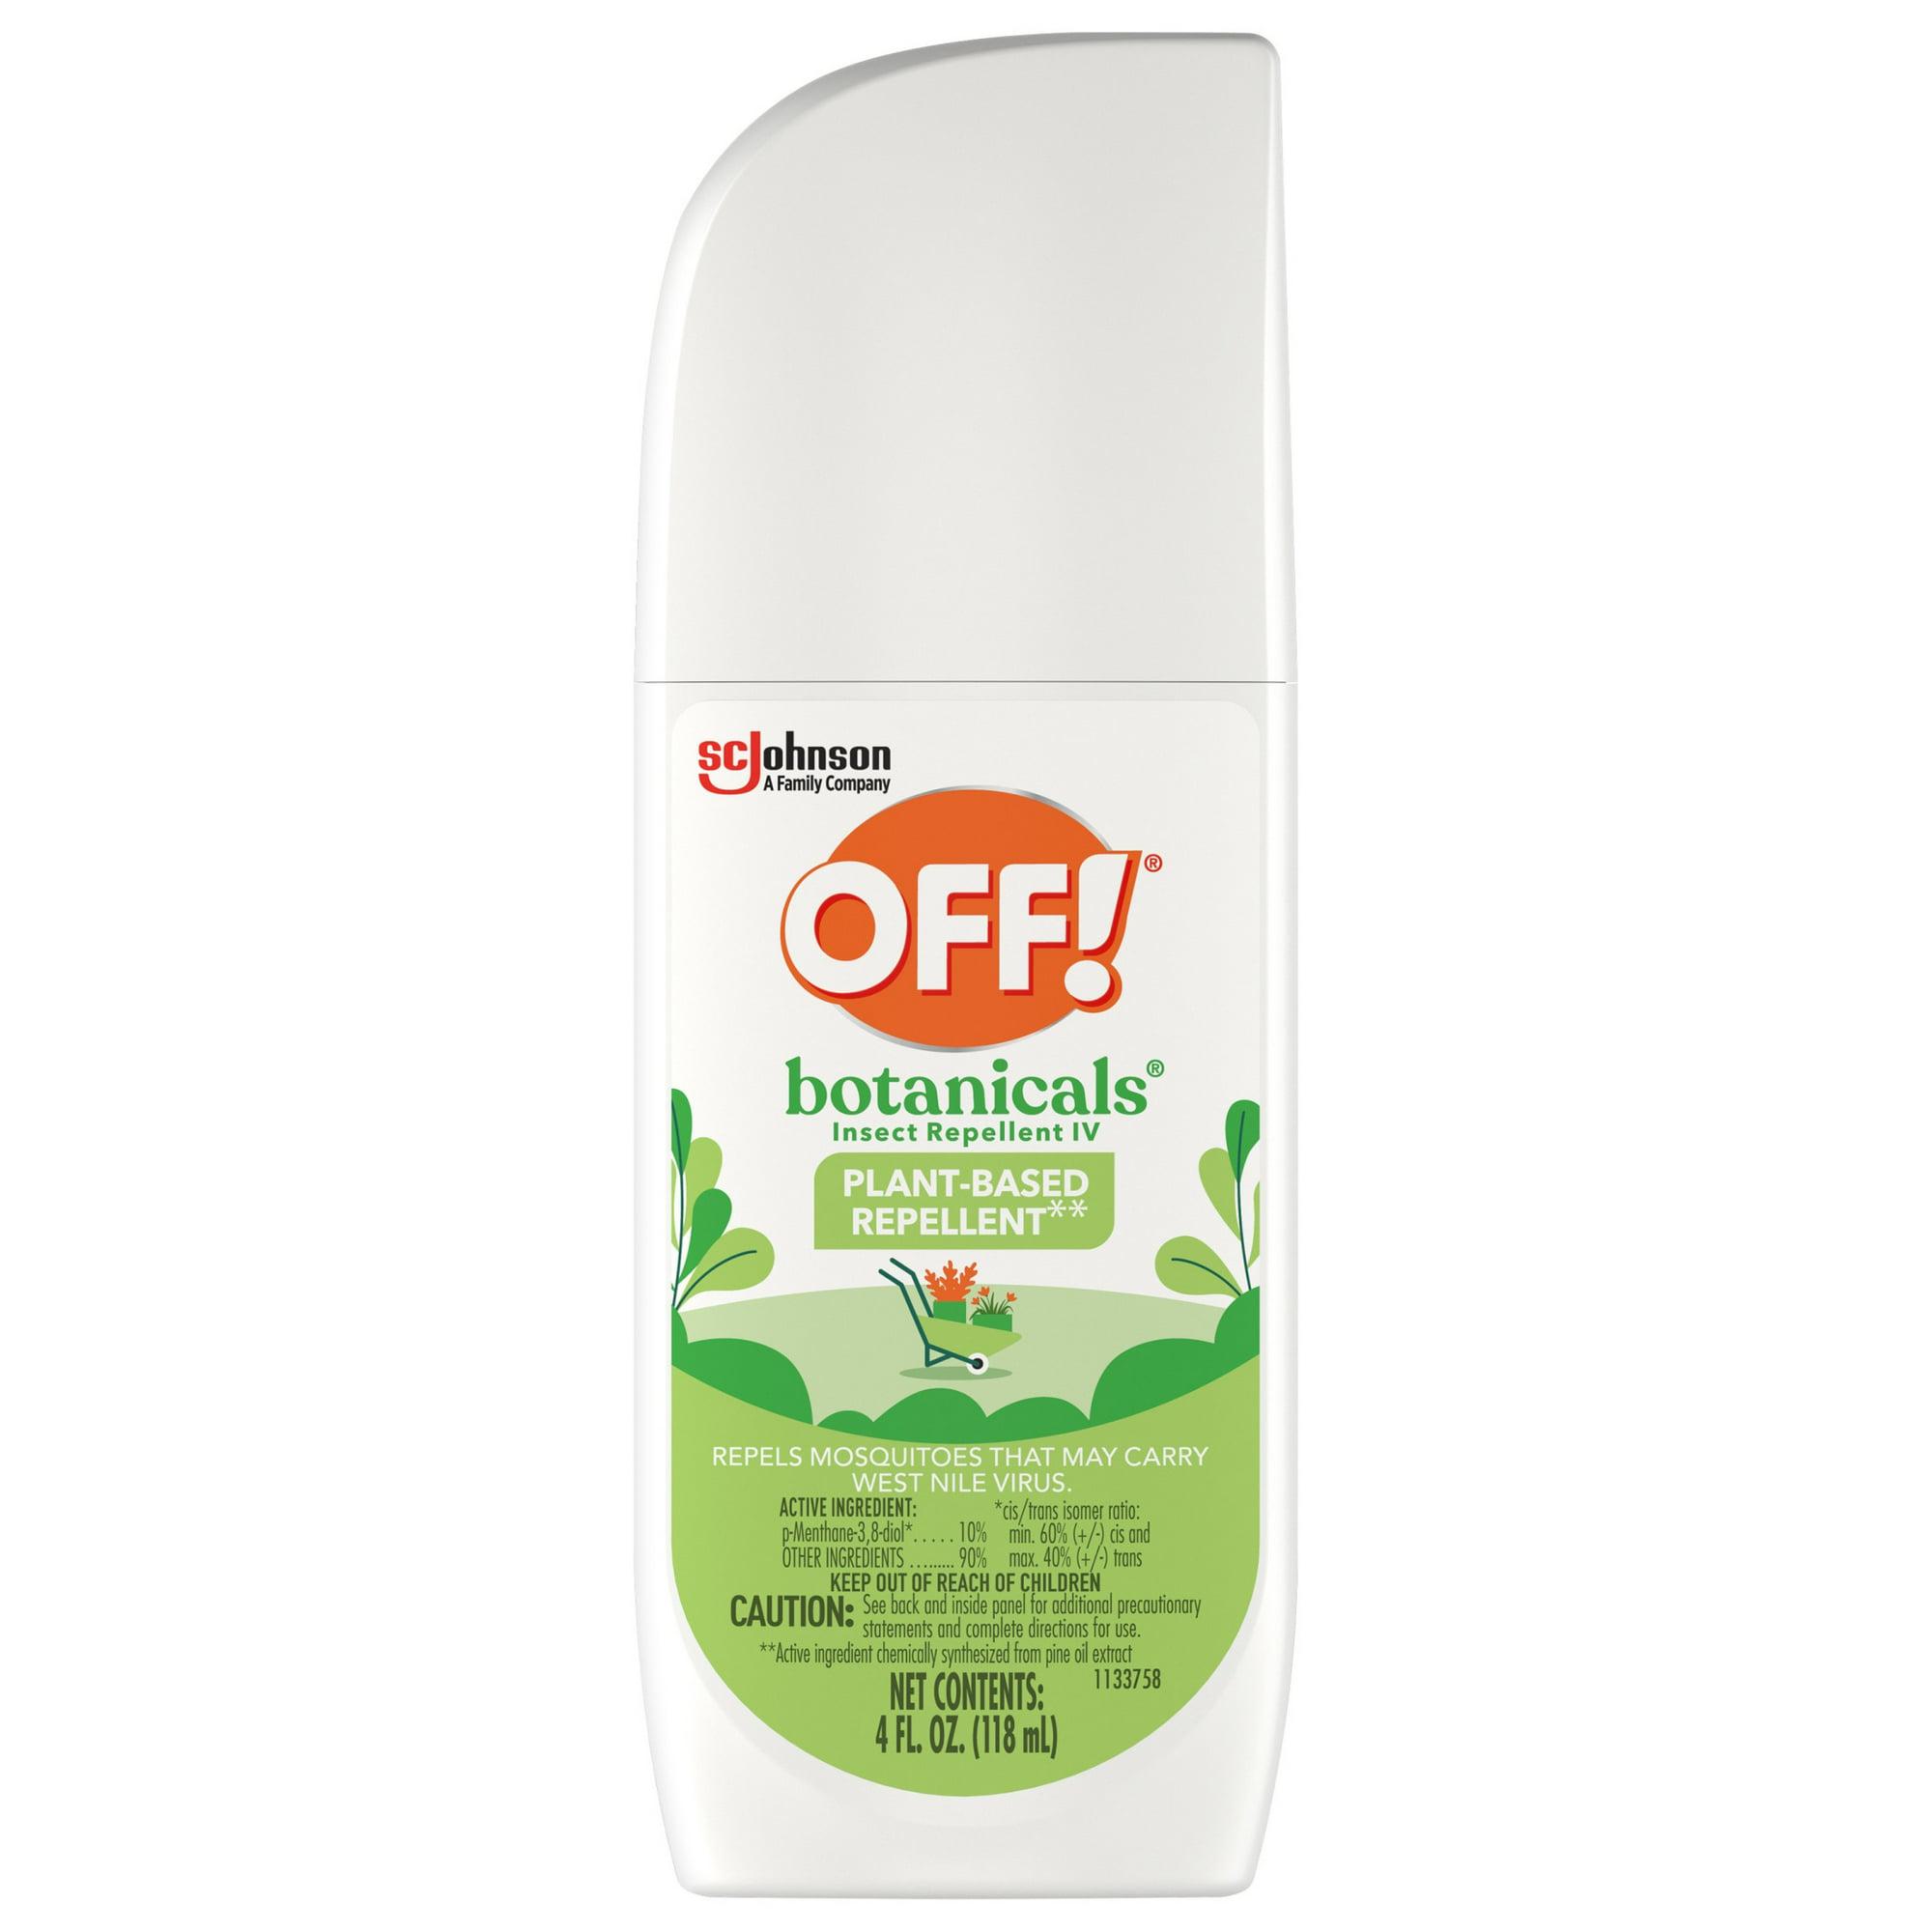 scJohnson
A Family Company
OFF!®
botanicals®
Insect Repellent IV
PLANT-BASED
REPELLENT**
REPELS MOSQUITOES THAT MAY CARRY
WEST NILE VIRUS.
ACTIVE INGREDIENT:
p-Menthane-3,8-diol*..... 10%
OTHER INGREDIENTS ......... 90%
*cis/trans isomer ratio:
min. 60% (+/-) cis and
max. 40% (+/-) trans
KEEP OUT OF REACH OF CHILDREN
CAUTION: See back and inside panel for additional precautionary
statements and complete directions for use.
**Active ingredient chemically synthesized from pine oil extract
1133758
NET CONTENTS:
4 FL. OZ. (118 mL)